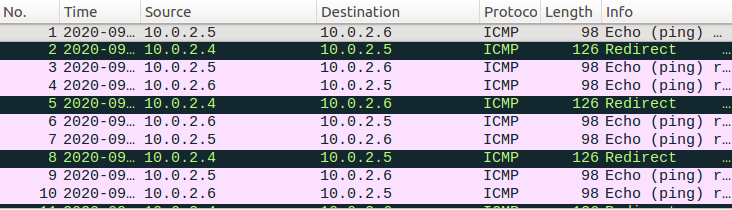 No. Time Source Destination Protoco Length Info
1 2020-09… 10.0.2.5 10.0.2.6 ICMP 98 Echo (ping) …
2 2020-09… 10.0.2.4 10.0.2.5 ICMP 126 Redirect …
3 2020-09… 10.0.2.5 10.0.2.6 ICMP 98 Echo (ping) r…
4 2020-09… 10.0.2.6 10.0.2.5 ICMP 98 Echo (ping) r…
5 2020-09… 10.0.2.4 10.0.2.6 ICMP 126 Redirect …
6 2020-09… 10.0.2.6 10.0.2.5 ICMP 98 Echo (ping) r…
7 2020-09… 10.0.2.5 10.0.2.6 ICMP 98 Echo (ping) r…
8 2020-09… 10.0.2.4 10.0.2.5 ICMP 126 Redirect …
9 2020-09… 10.0.2.5 10.0.2.6 ICMP 98 Echo (ping) r…
10 2020-09… 10.0.2.6 10.0.2.5 ICMP 98 Echo (ping) r…